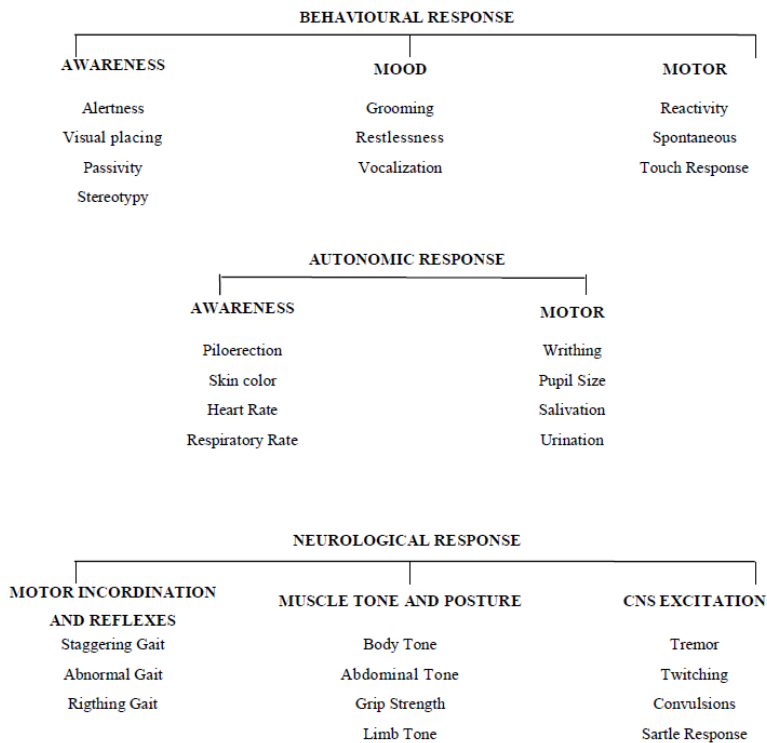 BEHAVIOURAL RESPONSE
AWARENESS
Alertness
Visual placing
Passivity
Stereotypy
MOOD
Grooming
Restlessness
Vocalization
MOTOR
Reactivity
Spontaneous
Touch Response
AUTONOMIC RESPONSE
AWARENESS
Piloerection
Skin color
Heart Rate
Respiratory Rate
MOTOR
Writhing
Pupil Size
Salivation
Urination
NEUROLOGICAL RESPONSE
MOTOR INCORDINATION
AND REFLEXES
Staggering Gait
Abnormal Gait
Rigthing Gait
MUSCLE TONE AND POSTURE
Body Tone
Abdominal Tone
Grip Strength
Limb Tone
CNS EXCITATION
Tremor
Twitching
Convulsions
Sartle Response